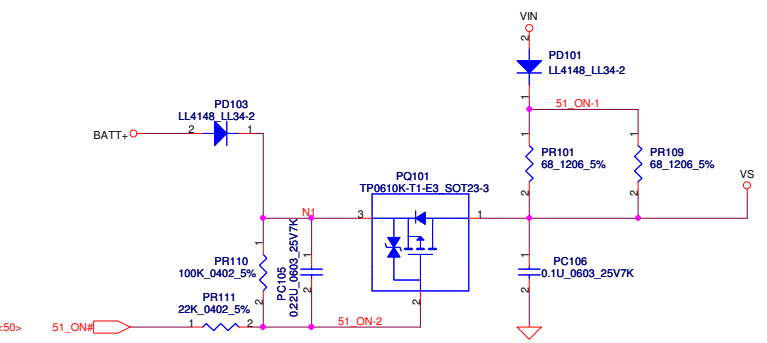 VIN
2
PD101
LL4148_LL34-2
1
51_ON-1
PD103
LL4148_LL34-2
BATT+
2
1
1
PR101
68_1206_5%
2
1
PR109
68_1206_5%
2
VS
PQ101
TP0610K-T1-E3_SOT23-3
N1
3
1
2
1
PR110
100K_0402_5%
2
1
PC105
0.22U_0603_25V7K
2
1
PC106
0.1U_0603_25V7K
2
PR111
22K_0402_5%
<50>
51_ON#
1
2
51_ON-2